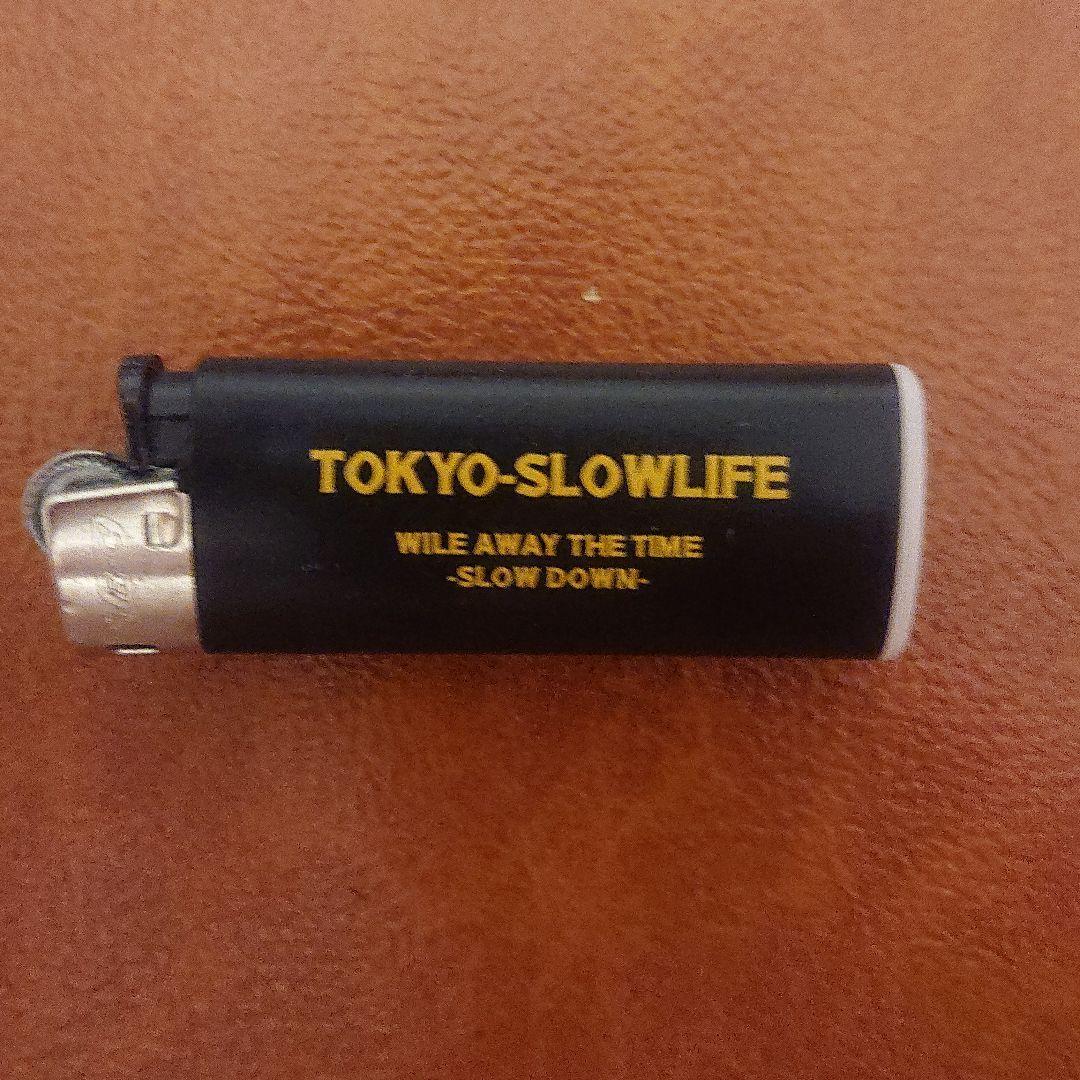 TOKYO-SLOWLIFE
WILE AWAY THE TIME
-SLOW DOWN-